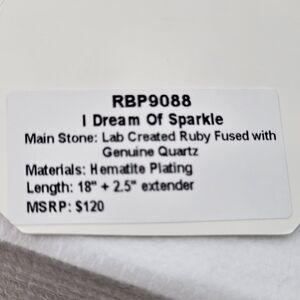 RBP9088
I Dream Of Sparkle
Main Stone: Lab Created Ruby Fused with
Genuine Quartz
Materials: Hematite Plating
Length: 18" + 2.5" extender
MSRP: $120